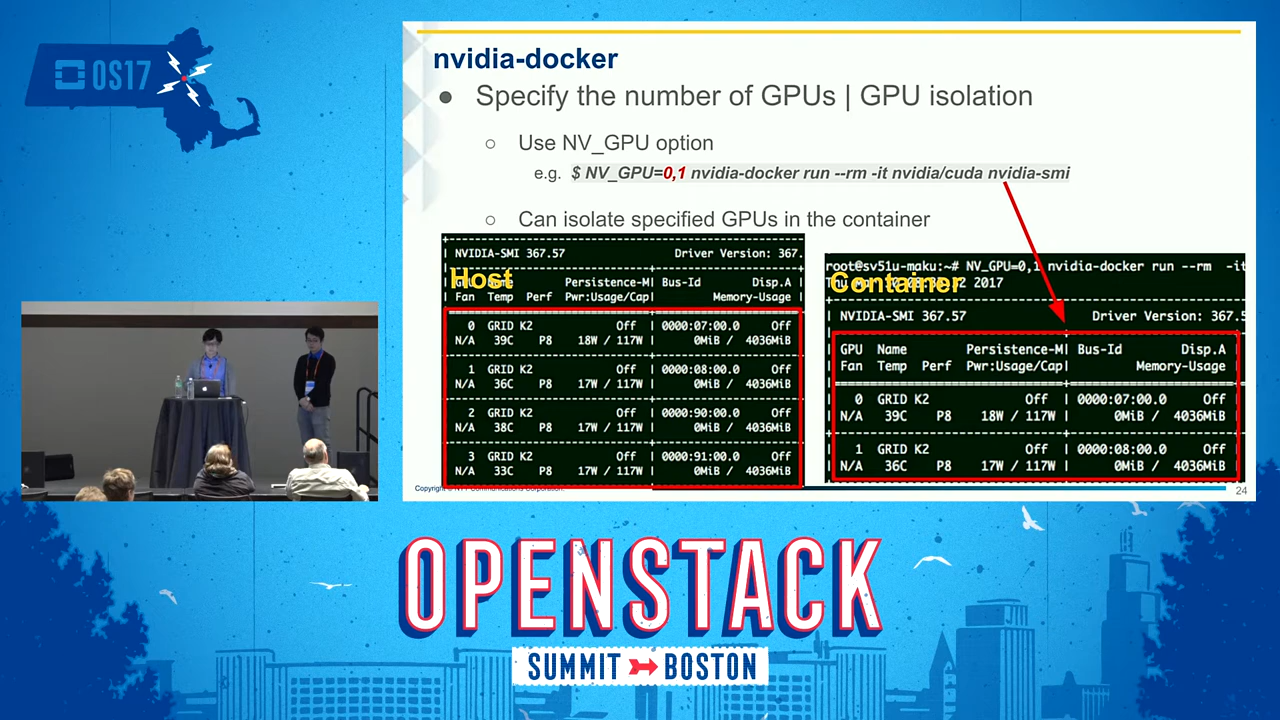 OS17
nvidia-docker
● Specify the number of GPUs | GPU isolation
○ Use NV_GPU option
e.g. $ NV_GPU=0,1 nvidia-docker run --rm -it nvidia/cuda nvidia-smi
○ Can isolate specified GPUs in the container
NVIDIA-SMI 367.57 Driver Version: 367.
Host
Persistence-M| Bus-Id Disp.A
Fan Temp Perf Pwr:Usage/Cap| Memory-Usage
0 GRID K2 Off | 0000:07:00.0 Off
N/A 39C P8 18W / 117W | 0MiB / 4036MiB
1 GRID K2 Off | 0000:08:00.0 Off
N/A 36C P8 17W / 117W | 0MiB / 4036MiB
2 GRID K2 Off | 0000:90:00.0 Off
N/A 38C P8 17W / 117W | 0MiB / 4036MiB
3 GRID K2 Off | 0000:91:00.0 Off
N/A 33C P8 17W / 117W | 0MiB / 4036MiB
root@sv51u-maku:~# NV_GPU=0,1 nvidia-docker run --rm -it
Container
2017
NVIDIA-SMI 367.57 Driver Version: 367.5
GPU Name Persistence-M| Bus-Id Disp.A
Fan Temp Perf Pwr:Usage/Cap| Memory-Usage
0 GRID K2 Off | 0000:07:00.0 Off
N/A 39C P8 18W / 117W | 0MiB / 4036MiB
1 GRID K2 Off | 0000:08:00.0 Off
N/A 36C P8 17W / 117W | 0MiB / 4036MiB
24
OPENSTACK
SUMMIT BOSTON